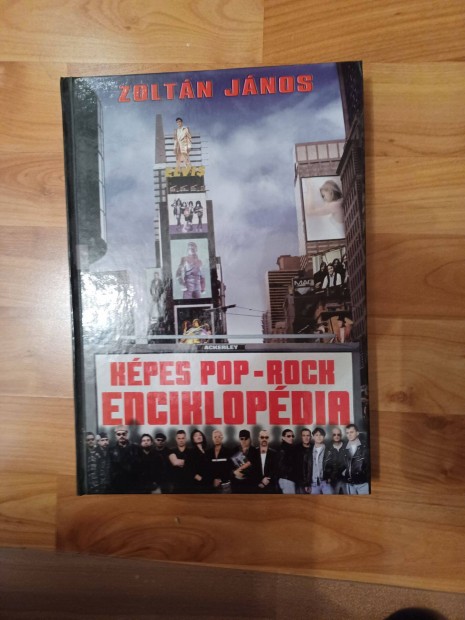 ZOLTÁN JÁNOS
ELVIS
ACKERLEY
KÉPES POP-ROCK
ENCIKLOPÉDIA